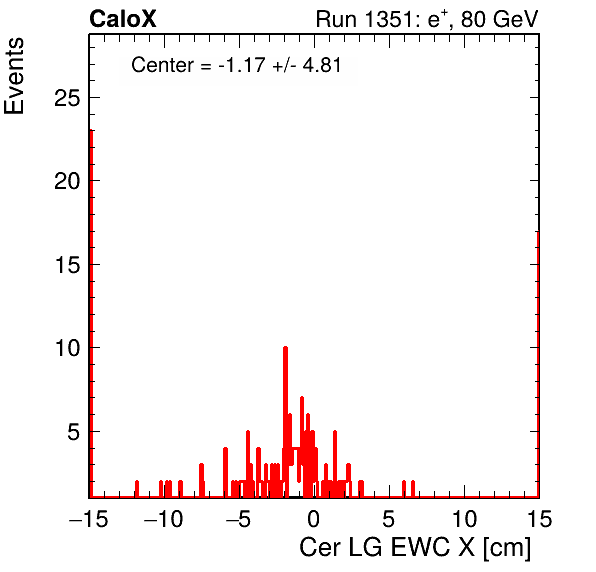 CaloX Run 1351: e⁺, 80 GeV
Center = -1.17 +/- 4.81
Events
25
20
15
10
5
−15 −10 −5 0 5 10 15
Cer LG EWC X [cm]